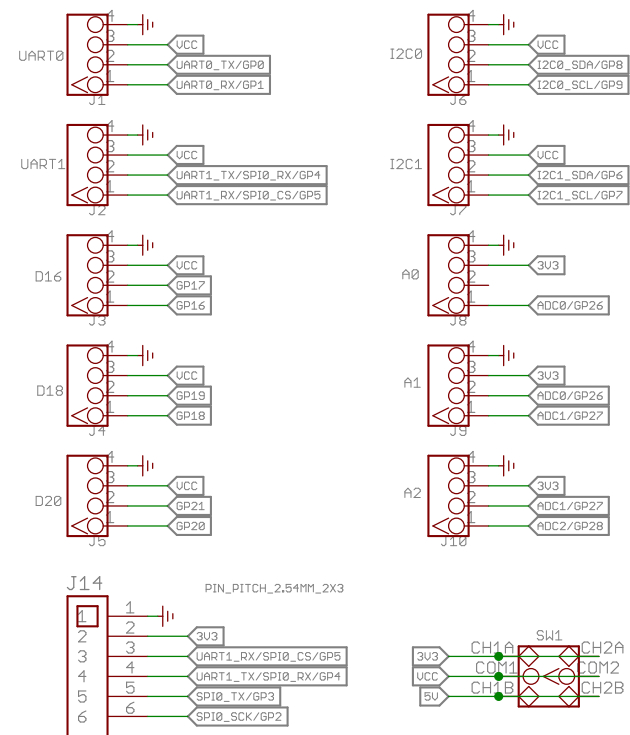 UART0
4
3 VCC
2 UART0_TX/GP0
1 UART0_RX/GP1
J1
UART1
4
3 VCC
2 UART1_TX/SPI0_RX/GP4
1 UART1_RX/SPI0_CS/GP5
J2
D16
4
3 VCC
2 GP17
1 GP16
J3
D18
4
3 VCC
2 GP19
1 GP18
J4
D20
4
3 VCC
2 GP21
1 GP20
J5
I2C0
4
3 VCC
2 I2C0_SDA/GP8
1 I2C0_SCL/GP9
J6
I2C1
4
3 VCC
2 I2C1_SDA/GP6
1 I2C1_SCL/GP7
J7
A0
4
3 3V3
2
1 ADC0/GP26
J8
A1
4
3 3V3
2 ADC0/GP26
1 ADC1/GP27
J9
A2
4
3 3V3
2 ADC1/GP27
1 ADC2/GP28
J10
J14
PIN_PITCH_2.54MM_2X3
1 1
2 2 3V3
3 3 UART1_RX/SPI0_CS/GP5
4 4 UART1_TX/SPI0_RX/GP4
5 5 SPI0_TX/GP3
6 6 SPI0_SCK/GP2
SW1
3V3 CH1A CH2A
VCC COM1 COM2
5V CH1B CH2B